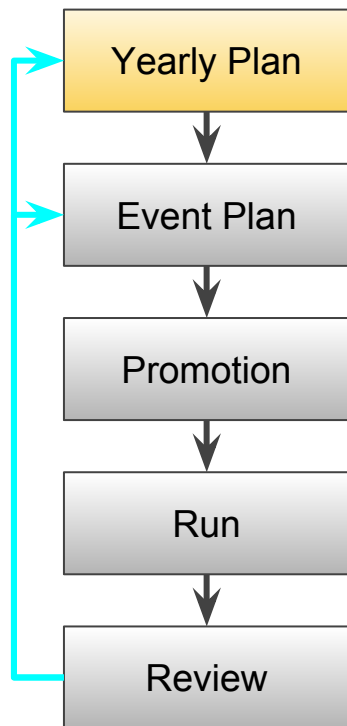 Yearly Plan
Event Plan
Promotion
Run
Review